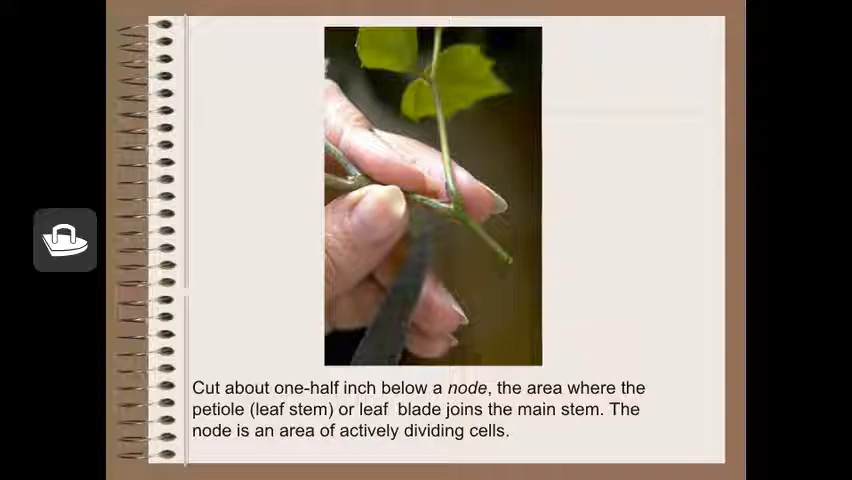 Cut about one-half inch below a node, the area where the
petiole (leaf stem) or leaf blade joins the main stem. The
node is an area of actively dividing cells.